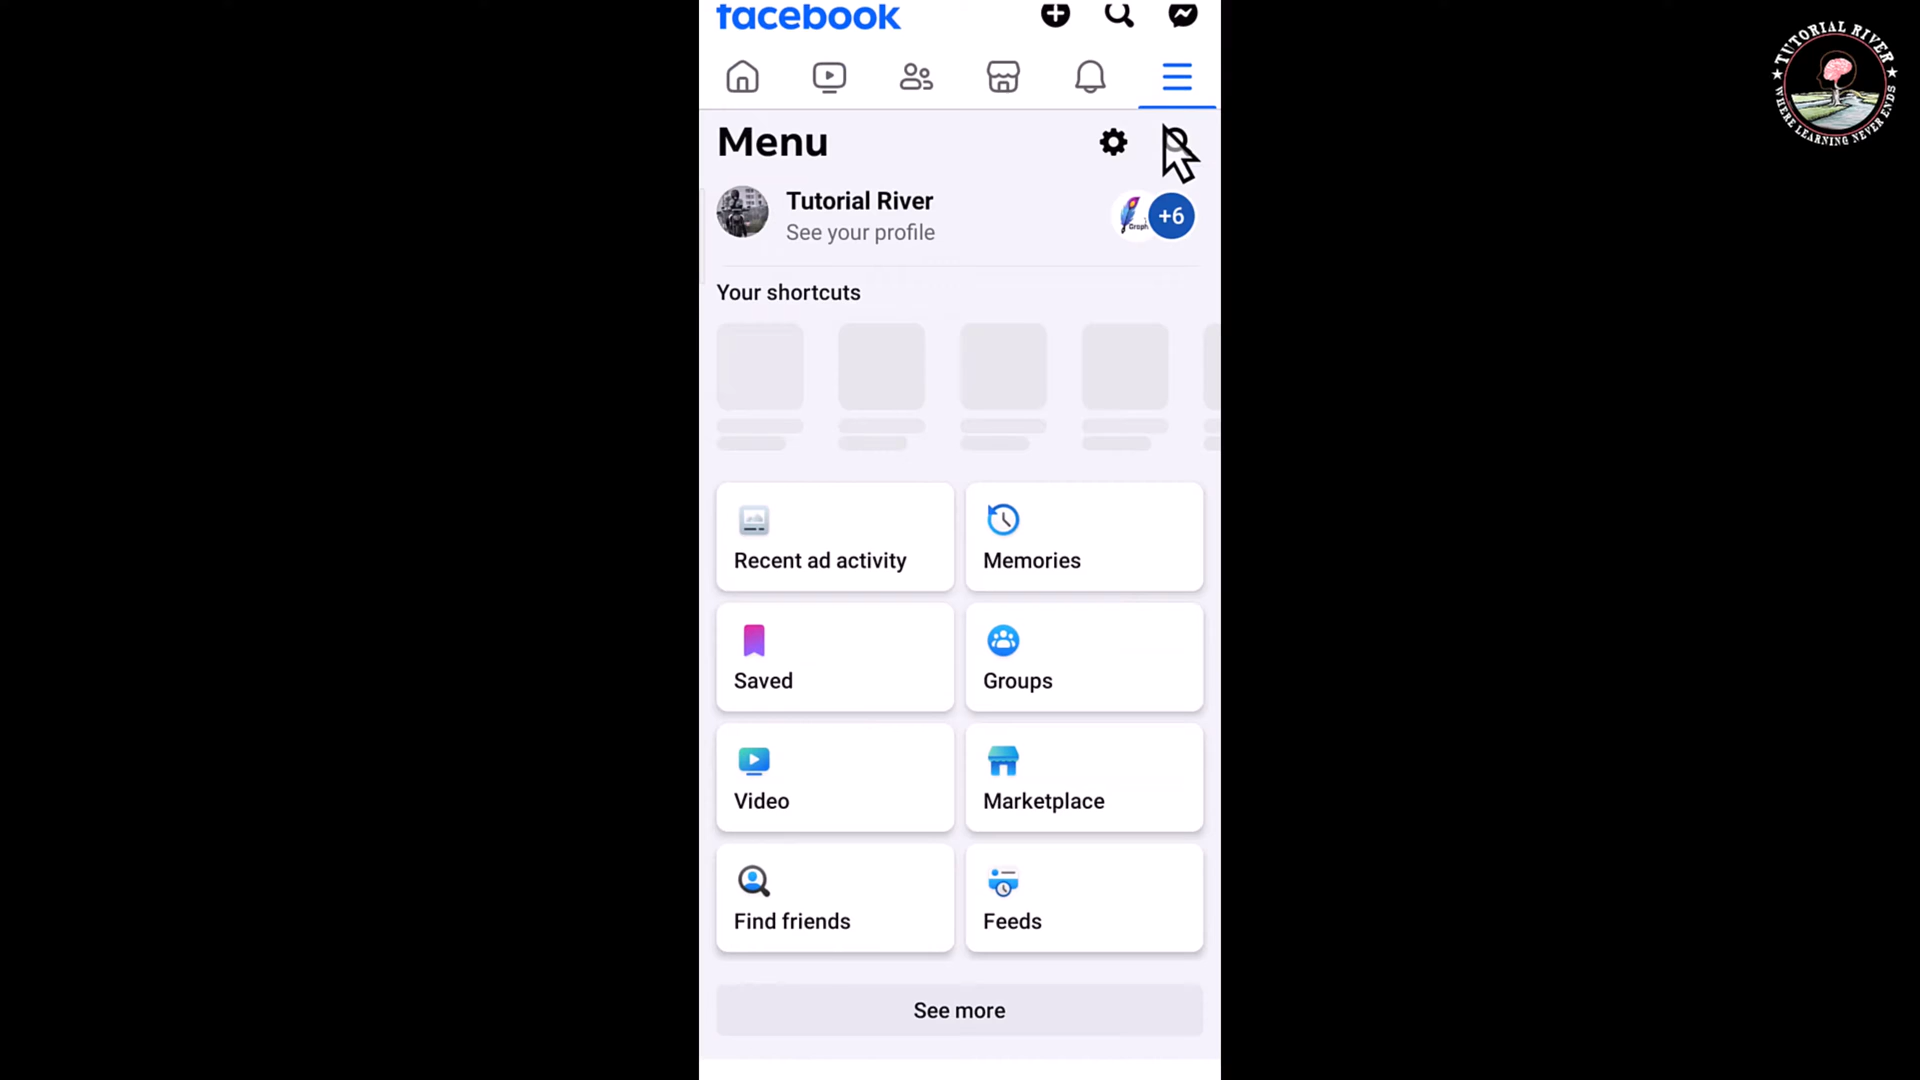 facebook
TUTORIAL RIVER
WHERE LEARNING NEVER ENDS
Menu
Tutorial River
See your profile
Graph
+6
Your shortcuts
Recent ad activity
Memories
Saved
Groups
Video
Marketplace
Find friends
Feeds
See more